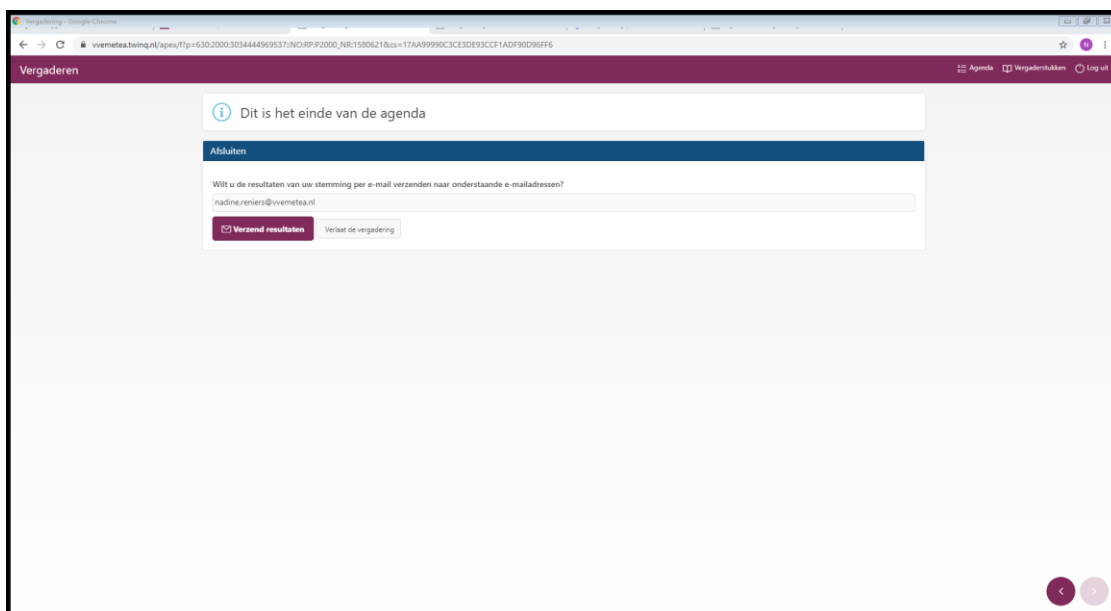 Vergadering - Google Chrome
vvemetea.twinq.nl/apex/f?p=630:2000:3034444969537::NO:RP:P2000_NR:1580621&cs=17AA99990C3CE3DE93CCF1ADF90D96FF6
N
Vergaderen
Agenda Vergaderstukken Log uit
Dit is het einde van de agenda
Afsluiten
Wilt u de resultaten van uw stemming per e-mail verzenden naar onderstaande e-mailadressen?
nadine.reniers@vvemetea.nl
Verzend resultaten Verlaat de vergadering